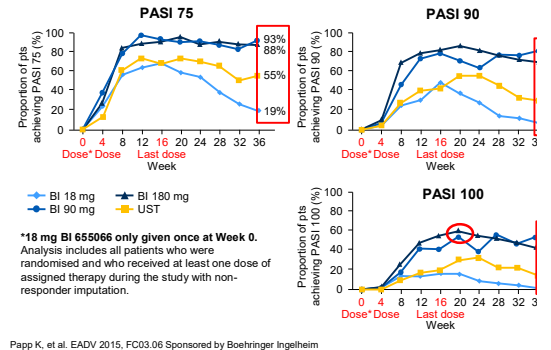 PASI 75
Proportion of pts
achieving PASI 75 (%)
100
80
60
40
20
0
93%
88%
55%
19%
0 4 8 12 16 20 24 28 32 36
Dose* Dose Last dose
Week
PASI 90
Proportion of pts
achieving PASI 90 (%)
100
80
60
40
20
0
0 4 8 12 16 20 24 28 32
Dose* Dose Last dose
Week
BI 18 mg BI 180 mg
BI 90 mg UST
*18 mg BI 655066 only given once at Week 0.
Analysis includes all patients who were
randomised and who received at least one dose of
assigned therapy during the study with non-
responder imputation.
PASI 100
Proportion of pts
achieving PASI 100 (%)
100
80
60
40
20
0
0 4 8 12 16 20 24 28 32
Dose* Dose Last dose
Week
Papp K, et al. EADV 2015, FC03.06 Sponsored by Boehringer Ingelheim